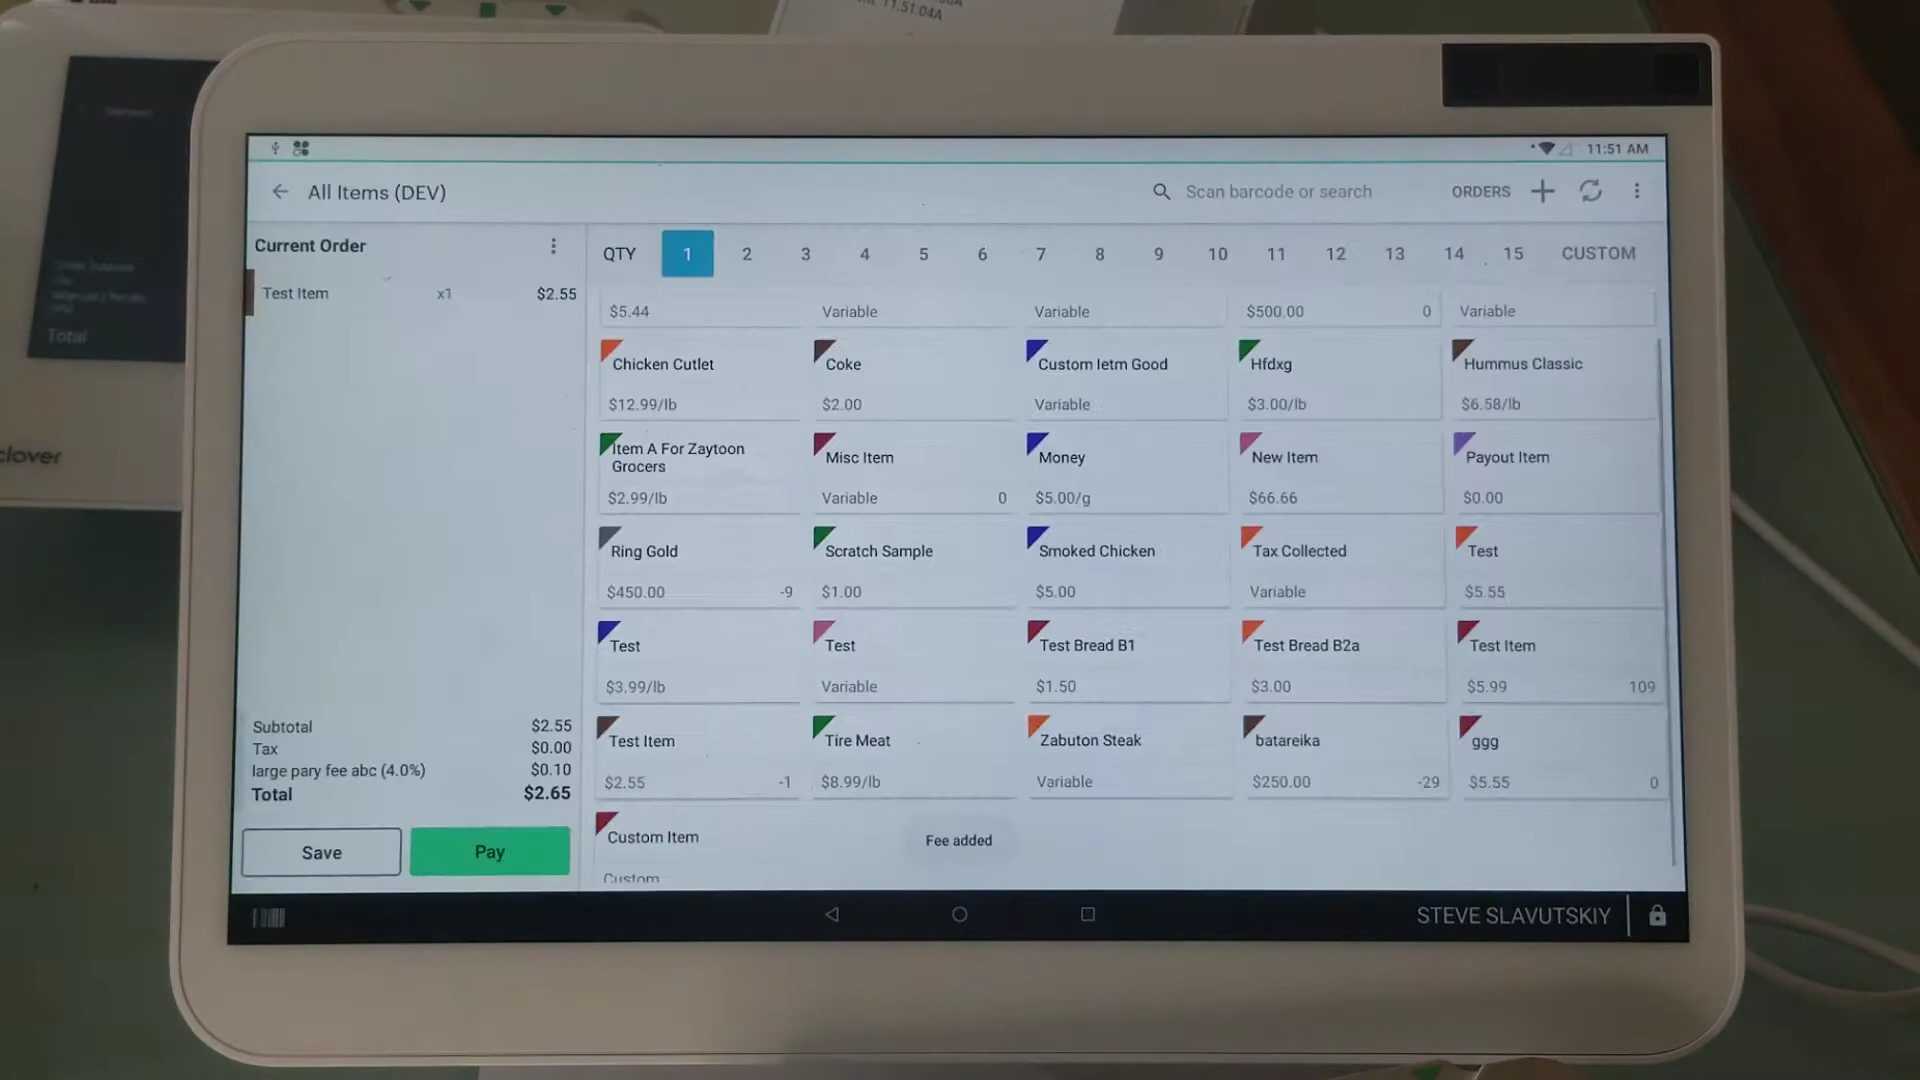 11:51 AM
All Items (DEV)
Scan barcode or search
ORDERS
Current Order
Test Item x1 $2.55
QTY 1 2 3 4 5 6 7 8 9 10 11 12 13 14 15 CUSTOM
$5.44
Variable
Variable
$500.00 0
Variable
Chicken Cutlet
$12.99/lb
Coke
$2.00
Custom Ietm Good
Variable
Hfdxg
$3.00/lb
Hummus Classic
$6.58/lb
Item A For Zaytoon
Grocers
$2.99/lb
Misc Item
Variable 0
Money
$5.00/g
New Item
$66.66
Payout Item
$0.00
Ring Gold
$450.00 -9
Scratch Sample
$1.00
Smoked Chicken
$5.00
Tax Collected
Variable
Test
$5.55
Test
$3.99/lb
Test
Variable
Test Bread B1
$1.50
Test Bread B2a
$3.00
Test Item
$5.99 109
Test Item
$2.55 -1
Tire Meat
$8.99/lb
Zabuton Steak
Variable
batareika
$250.00 -29
ggg
$5.55 0
Custom Item
Custom
Fee added
Subtotal $2.55
Tax $0.00
large pary fee abc (4.0%) $0.10
Total $2.65
Save
Pay
STEVE SLAVUTSKIY
Total
clover
11:51:04A